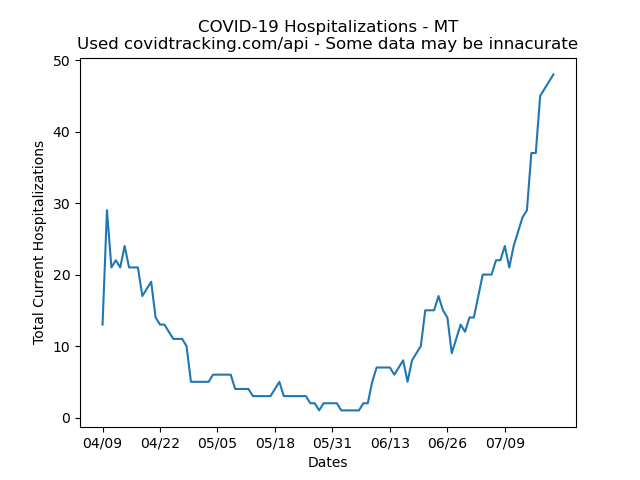 COVID-19 Hospitalizations - MT
Used covidtracking.com/api - Some data may be innacurate
50
40
30
20
10
0
Total Current Hospitalizations
04/09 04/22 05/05 05/18 05/31 06/13 06/26 07/09
Dates